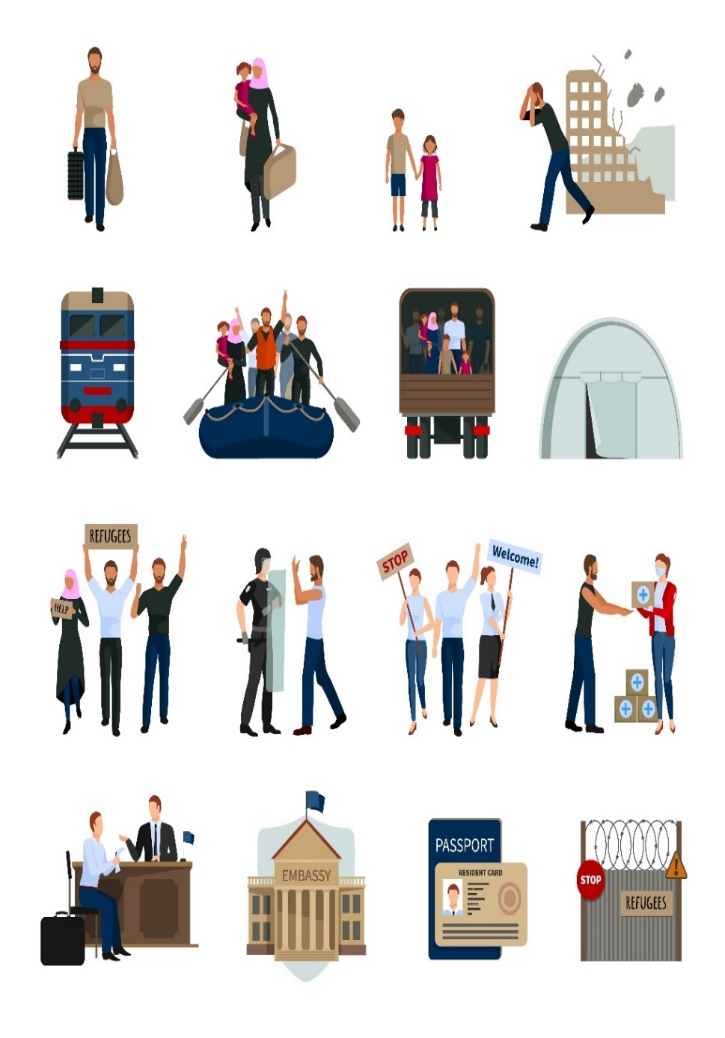 REFUGEES
HELP
STOP
Welcome!
EMBASSY
PASSPORT
RESIDENT CARD
STOP
REFUGEES